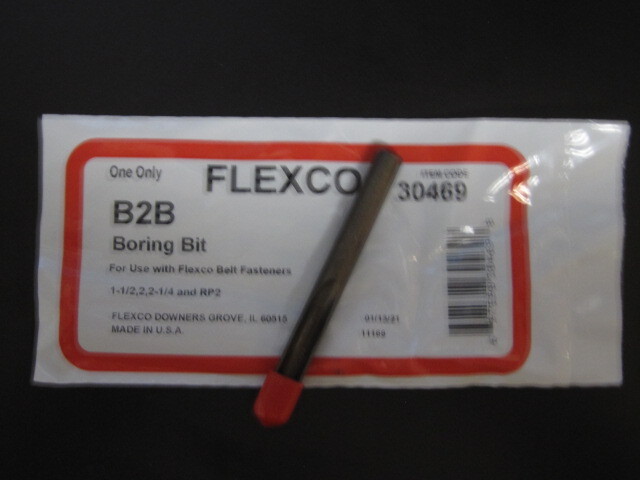 One Only
FLEXCO
ITEM CODE
30469
B2B
Boring Bit
For Use with Flexco Belt Fasteners
1-1/2,2,2-1/4 and RP2
FLEXCO DOWNERS GROVE, IL 60515
MADE IN U.S.A.
01/13/21
11169